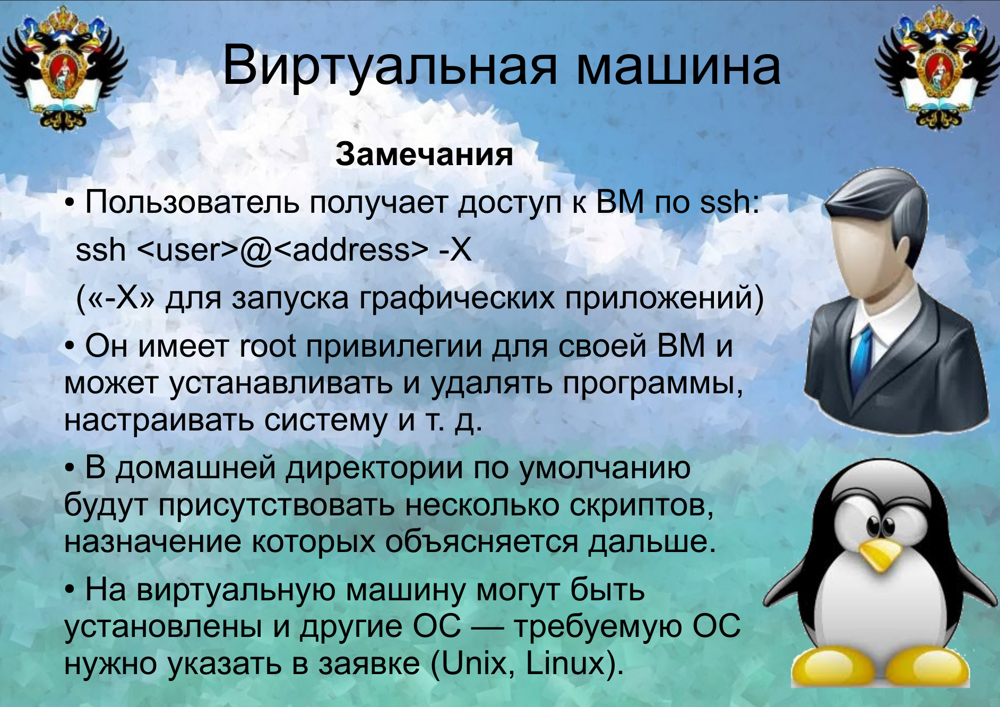 Виртуальная машина
Замечания
• Пользователь получает доступ к ВМ по ssh:
ssh <user>@<address> -X
(«-X» для запуска графических приложений)
• Он имеет root привилегии для своей ВМ и
может устанавливать и удалять программы,
настраивать систему и т. д.
• В домашней директории по умолчанию
будут присутствовать несколько скриптов,
назначение которых объясняется дальше.
• На виртуальную машину могут быть
установлены и другие ОС — требуемую ОС
нужно указать в заявке (Unix, Linux).